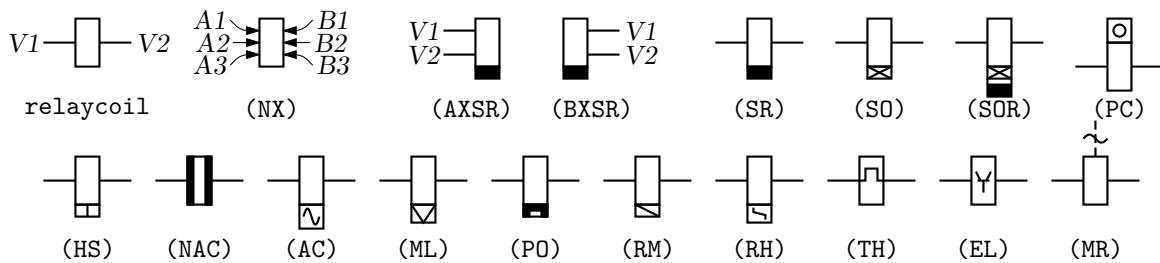 A1 B1
V1 V2 A2 B2 V1 V1
A3 B3 V2 V2
relaycoil (NX) (AXSR) (BXSR) (SR) (SO) (SOR) (PC)
(HS) (NAC) (AC) (ML) (PO) (RM) (RH) (TH) (EL) (MR)